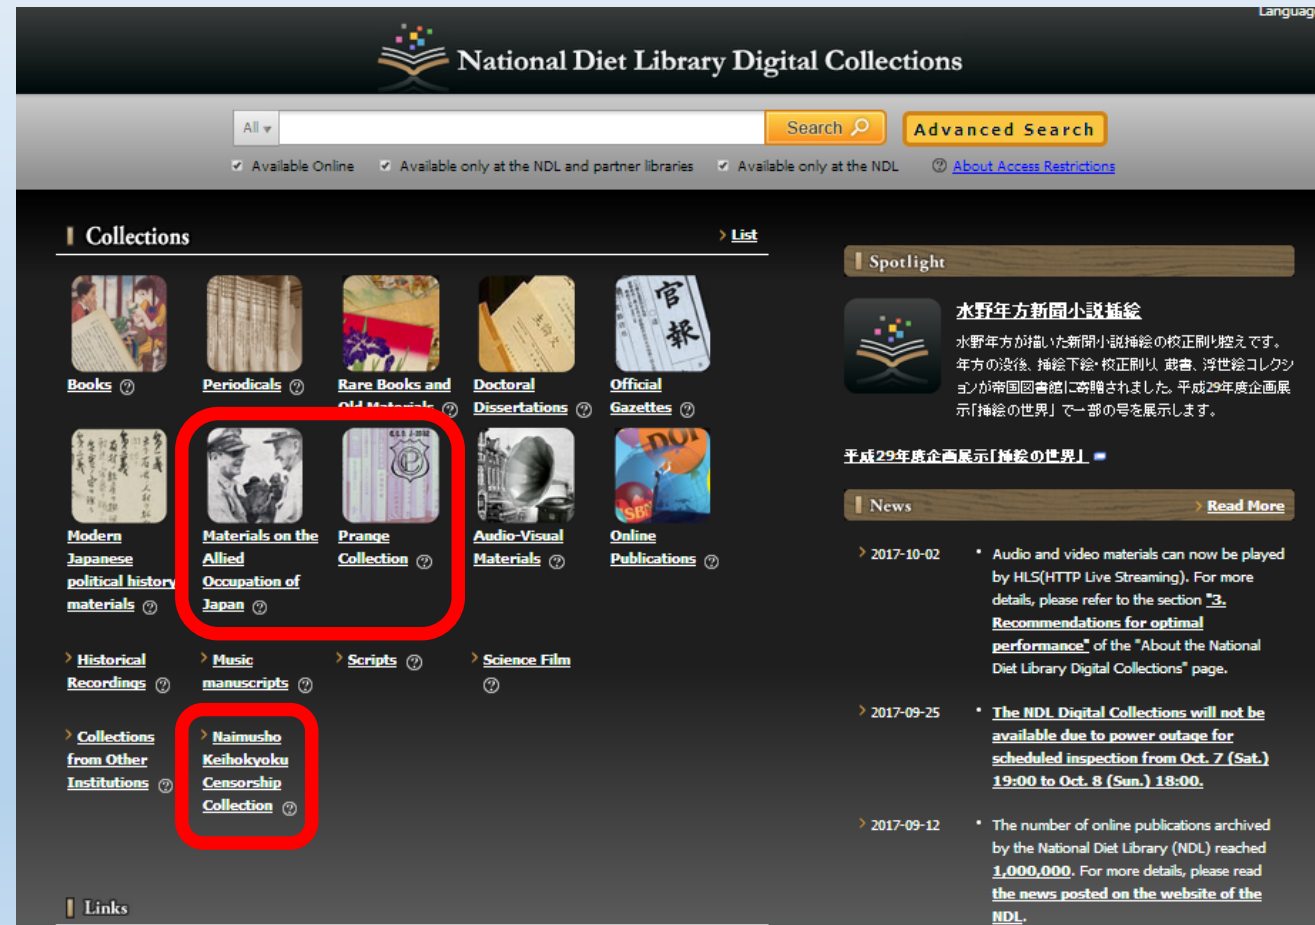 Languag
National Diet Library Digital Collections
All
Search
Advanced Search
Available Online
Available only at the NDL and partner libraries
Available only at the NDL
About Access Restrictions
Collections
List
Books
Periodicals
Rare Books and
Old Materials
Doctoral
Dissertations
Official
Gazettes
官報
Modern
Japanese
political history
materials
Materials on the
Allied
Occupation of
Japan
Prange
Collection
Audio-Visual
Materials
Online
Publications
Historical
Recordings
Music
manuscripts
Scripts
Science Film
Collections
from Other
Institutions
Naimusho
Keihokyoku
Censorship
Collection
Links
Spotlight
水野年方新聞小説挿絵
水野年方が描いた新聞小説挿絵の校正刷り控えです。
年方の没後、挿絵下絵・校正刷り、蔵書、浮世絵コレクシ
ョンが帝国図書館に寄贈されました。平成29年度企画展
示「挿絵の世界」で一部の号を展示します。
平成29年度企画展示「挿絵の世界」
News
Read More
2017-10-02
• Audio and video materials can now be played
by HLS(HTTP Live Streaming). For more
details, please refer to the section "3.
Recommendations for optimal
performance" of the "About the National
Diet Library Digital Collections" page.
2017-09-25
• The NDL Digital Collections will not be
available due to power outage for
scheduled inspection from Oct. 7 (Sat.)
19:00 to Oct. 8 (Sun.) 18:00.
2017-09-12
• The number of online publications archived
by the National Diet Library (NDL) reached
1,000,000. For more details, please read
the news posted on the website of the
NDL.